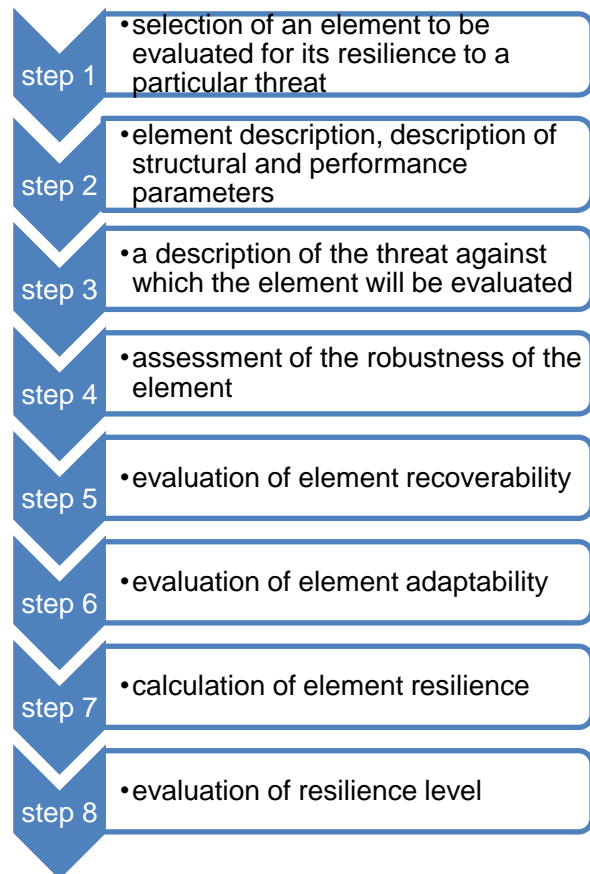 •selection of an element to be
evaluated for its resilience to a
particular threat
step 1
•element description, description of
structural and performance
parameters
step 2
•a description of the threat against
which the element will be evaluated
step 3
•assessment of the robustness of the
element
step 4
•evaluation of element recoverability
step 5
•evaluation of element adaptability
step 6
•calculation of element resilience
step 7
•evaluation of resilience level
step 8